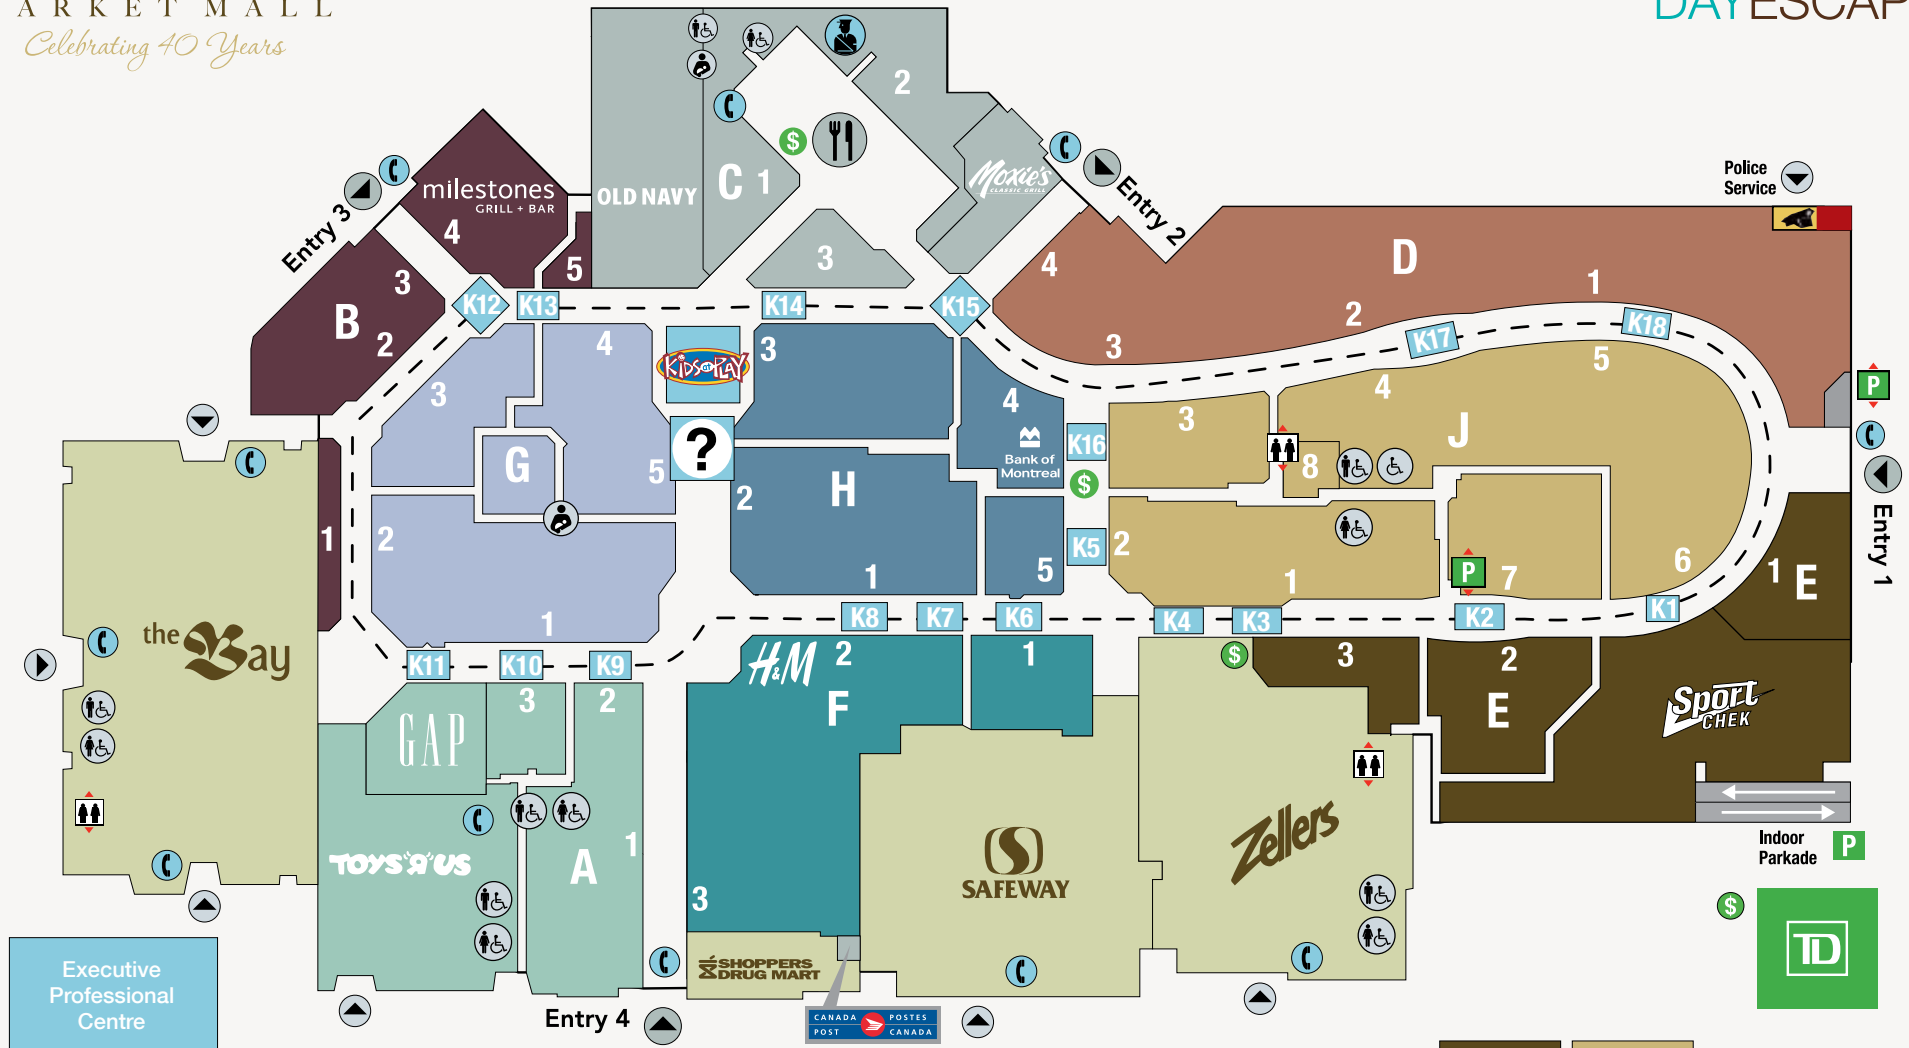 ARKET MALL
Celebrating 40 Years
DAYESCAP
Police
Service
Entry 3
milestones
GRILL + BAR
4
5
OLD NAVY
C 1
2
3
$
Moxie's
CLASSIC GRILL
Entry 2
D
1
2
3
4
B
3
2
1
K12
K13
K14
K15
K17
K18
KIDS at PLAY
?
G
3
4
5
2
1
H
3
2
1
4
Bank of
Montreal
5
K16
$
K5
J
3
4
5
8
2
1
7
6
P
P
Entry 1
1 E
the Bay
K11
K10
K9
K8
K7
K6
K4
K3
K2
K1
GAP
3
2
H&M
2
F
1
3
$
3
2
E
Sport
CHEK
TOYS"R"US
A
1
SAFEWAY
Zellers
Indoor
Parkade
P
SHOPPERS
DRUG MART
$
TD
Executive
Professional
Centre
Entry 4
CANADA POSTES
POST CANADA